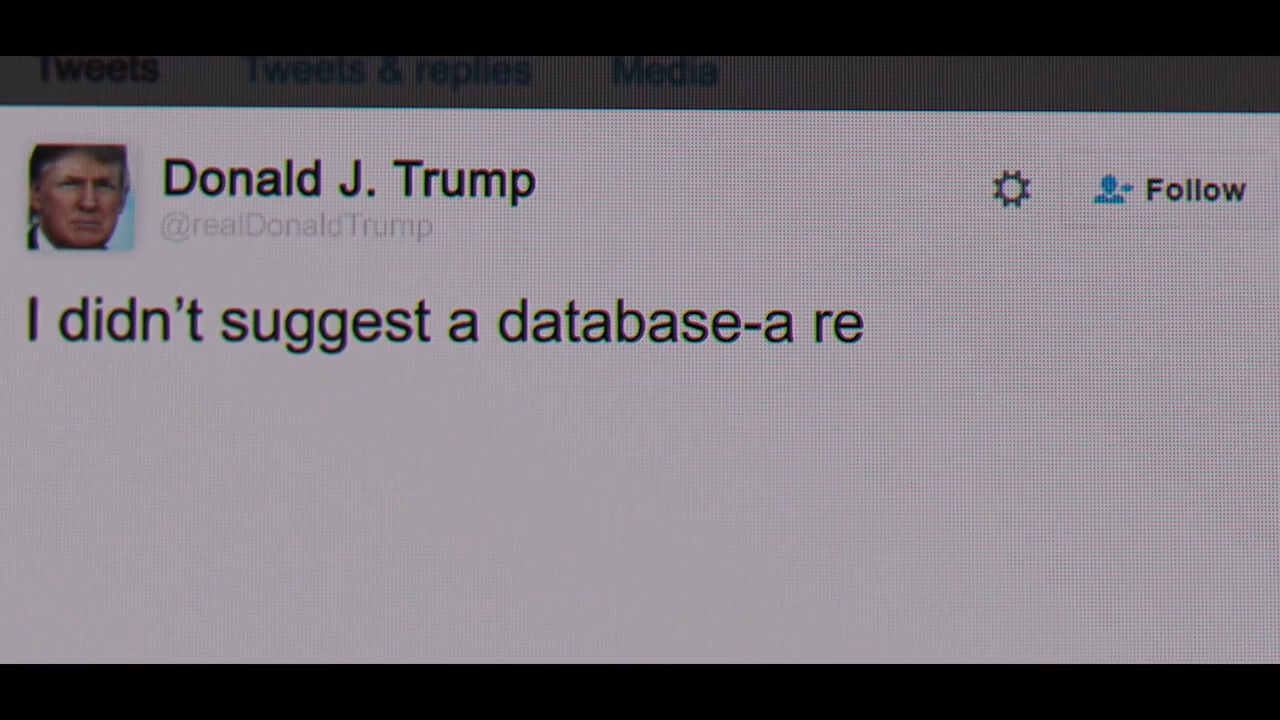 Tweets Tweets & replies Media
Donald J. Trump
Follow
@realDonaldTrump
I didn’t suggest a database-a re